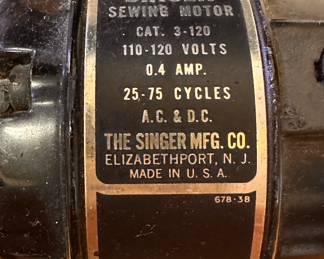 SINGER
SEWING MOTOR
CAT. 3-120
110-120 VOLTS
0.4 AMP.
25-75 CYCLES
A.C. & D.C.
THE SINGER MFG. CO.
ELIZABETHPORT, N. J.
MADE IN U. S. A.
678-38